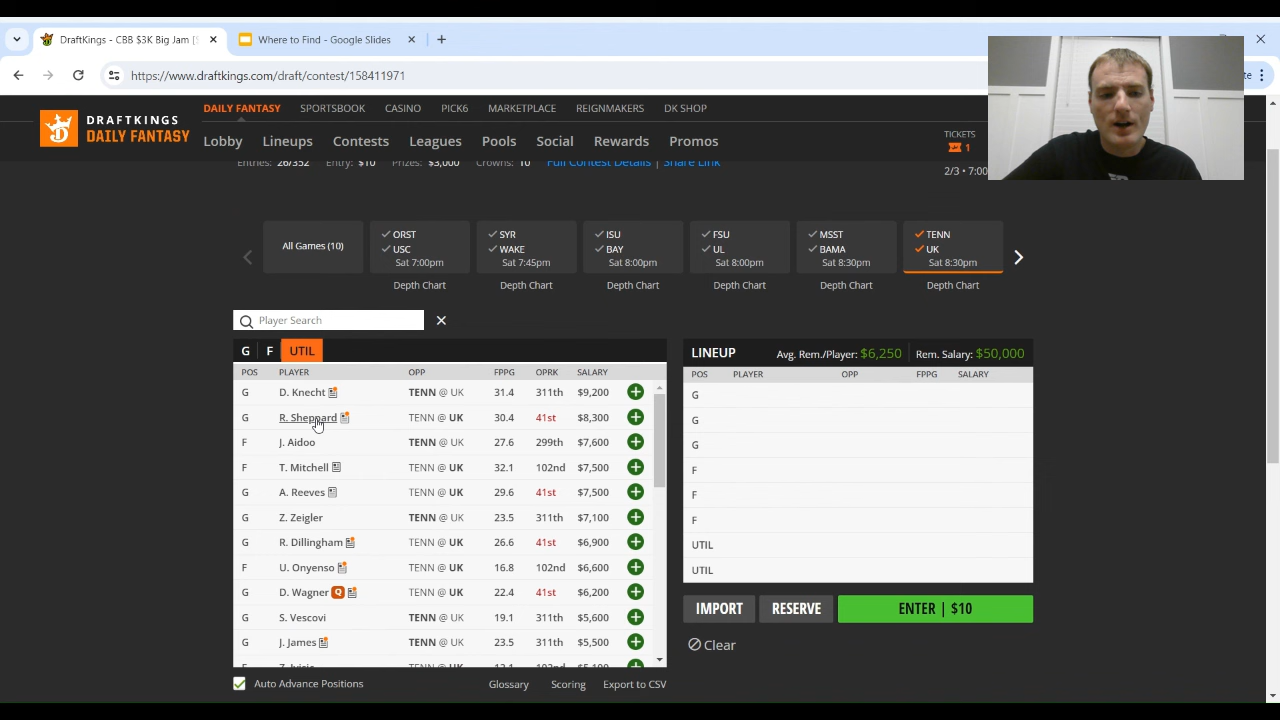 DraftKings - CBB $3K Big Jam ($
Where to Find - Google Slides
https://www.draftkings.com/draft/contest/158411971
DRAFTKINGS
DAILY FANTASY
DAILY FANTASY SPORTSBOOK CASINO PICK6 MARKETPLACE REIGNMAKERS DK SHOP
Lobby Lineups Contests Leagues Pools Social Rewards Promos
TICKETS
1
Entries: 26/352 Entry: $10 Prizes: $3,000 Crowns: 10 Full Contest Details | Share Link
2/3 • 7:00
All Games (10)
ORST
USC
Sat 7:00pm
Depth Chart
SYR
WAKE
Sat 7:45pm
Depth Chart
ISU
BAY
Sat 8:00pm
Depth Chart
FSU
UL
Sat 8:00pm
Depth Chart
MSST
BAMA
Sat 8:30pm
Depth Chart
TENN
UK
Sat 8:30pm
Depth Chart
Player Search
G F UTIL
POS PLAYER OPP FPPG OPRK SALARY
G D. Knecht TENN @ UK 31.4 311th $9,200
G R. Sheppard TENN @ UK 30.4 41st $8,300
F J. Aidoo TENN @ UK 27.6 299th $7,600
F T. Mitchell TENN @ UK 32.1 102nd $7,500
G A. Reeves TENN @ UK 29.6 41st $7,500
G Z. Zeigler TENN @ UK 23.5 311th $7,100
G R. Dillingham TENN @ UK 26.6 41st $6,900
F U. Onyenso TENN @ UK 16.8 102nd $6,600
G D. Wagner Q TENN @ UK 22.4 41st $6,200
G S. Vescovi TENN @ UK 19.1 311th $5,600
G J. James TENN @ UK 23.5 311th $5,500
LINEUP Avg. Rem./Player: $6,250 Rem. Salary: $50,000
POS PLAYER OPP FPPG SALARY
G
G
G
F
F
F
UTIL
UTIL
IMPORT RESERVE ENTER | $10
Clear
Auto Advance Positions Glossary Scoring Export to CSV